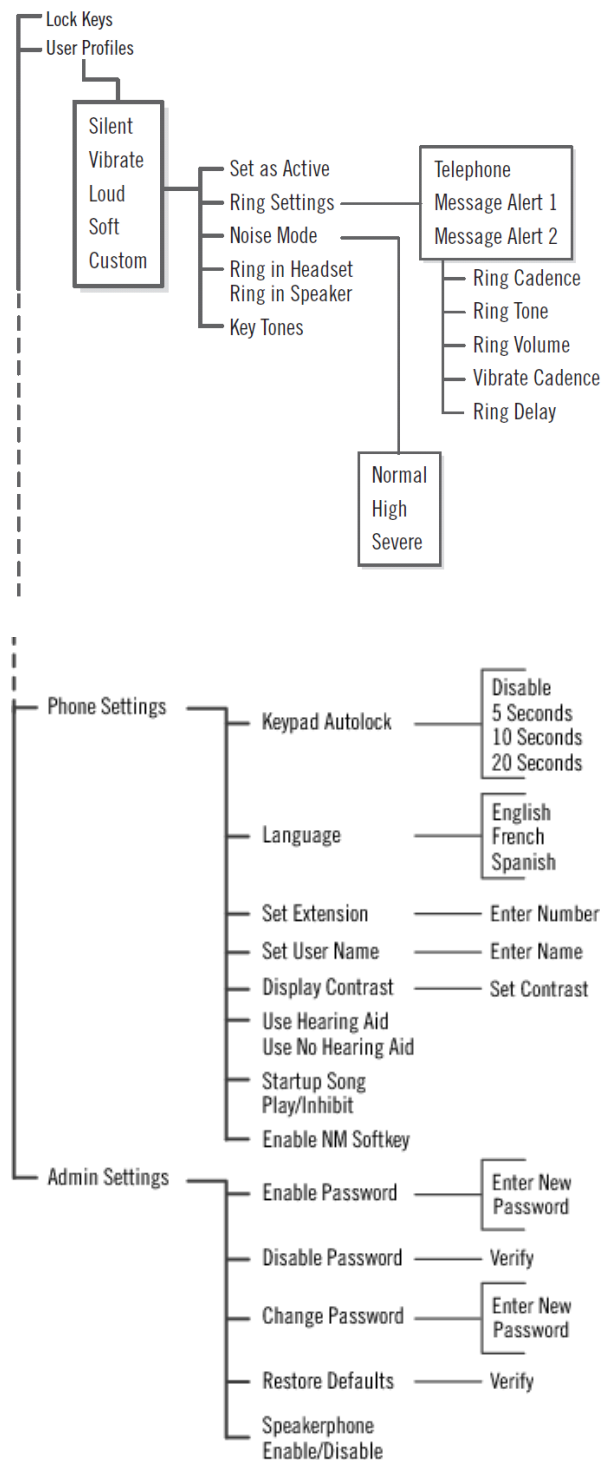 Lock Keys
User Profiles
Silent
Vibrate
Loud
Soft
Custom
Set as Active
Ring Settings
Noise Mode
Ring in Headset
Ring in Speaker
Key Tones
Telephone
Message Alert 1
Message Alert 2
Ring Cadence
Ring Tone
Ring Volume
Vibrate Cadence
Ring Delay
Normal
High
Severe
Phone Settings
Keypad Autolock
Disable
5 Seconds
10 Seconds
20 Seconds
Language
English
French
Spanish
Set Extension
Enter Number
Set User Name
Enter Name
Display Contrast
Set Contrast
Use Hearing Aid
Use No Hearing Aid
Startup Song
Play/Inhibit
Enable NM Softkey
Admin Settings
Enable Password
Enter New
Password
Disable Password
Verify
Change Password
Enter New
Password
Restore Defaults
Verify
Speakerphone
Enable/Disable